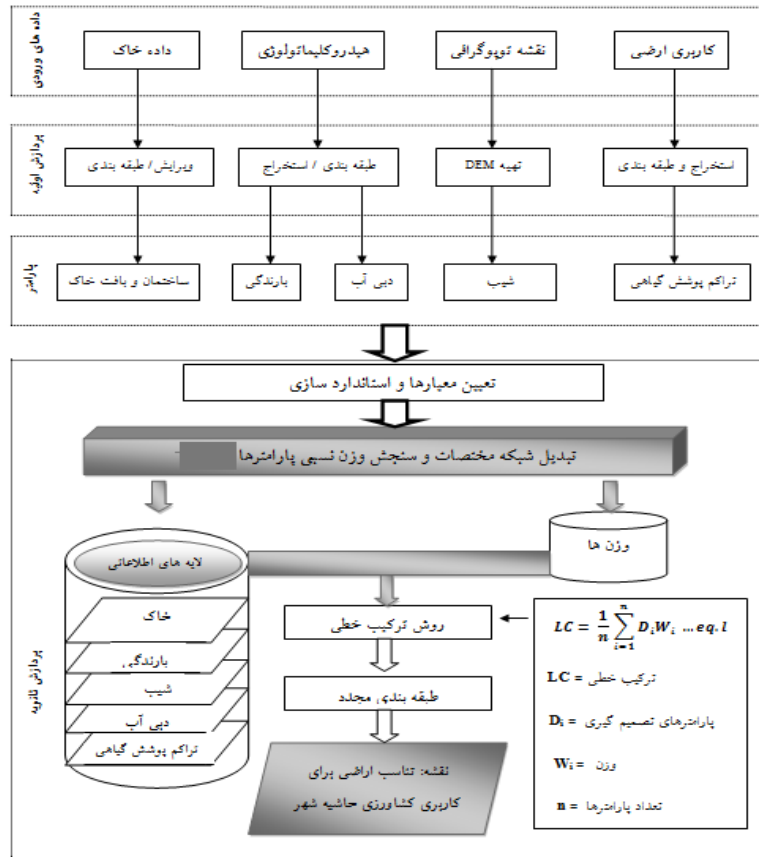 داده های ورودی
داده خاک
هیدروکلیماتولوژی
نقشه توپوگرافی
کاربری ارضی
پردازش اولیه
ویرایش/ طبقه بندی
طبقه بندی / استخراج
تهیه DEM
استخراج و طبقه بندی
پارامتر
ساختمان و بافت خاک
بارندگی
دبی آب
شیب
تراکم پوشش گیاهی
تعیین معیارها و استاندارد سازی
تبدیل شبکه مختصات و سنجش وزن نسبی پارامترها
پردازش ثانویه
لایه های اطلاعاتی
وزن ها
خاک
بارندگی
شیب
دبی آب
تراکم پوشش گیاهی
روش ترکیب خطی
طبقه بندی مجدد
نقشه: تناسب اراضی برای
کاربری کشاورزی حاشیه شهر
LC = 1/n ∑ᵢ₌₁ⁿ DᵢWᵢ …eq.1
LC = ترکیب خطی
Dᵢ = پارامترهای تصمیم گیری
Wᵢ = وزن
n = تعداد پارامترها